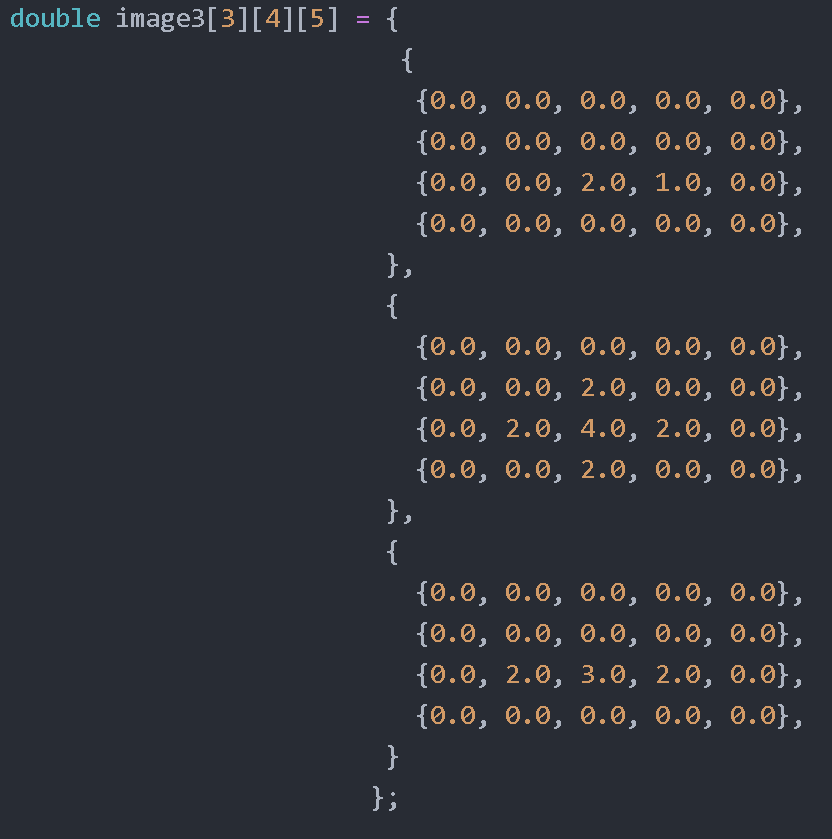 double image3[3][4][5] = {
                          {
                           {0.0, 0.0, 0.0, 0.0, 0.0},
                           {0.0, 0.0, 0.0, 0.0, 0.0},
                           {0.0, 0.0, 2.0, 1.0, 0.0},
                           {0.0, 0.0, 0.0, 0.0, 0.0},
                         },
                         {
                           {0.0, 0.0, 0.0, 0.0, 0.0},
                           {0.0, 0.0, 2.0, 0.0, 0.0},
                           {0.0, 2.0, 4.0, 2.0, 0.0},
                           {0.0, 0.0, 2.0, 0.0, 0.0},
                         },
                         {
                           {0.0, 0.0, 0.0, 0.0, 0.0},
                           {0.0, 0.0, 0.0, 0.0, 0.0},
                           {0.0, 2.0, 3.0, 2.0, 0.0},
                           {0.0, 0.0, 0.0, 0.0, 0.0},
                         }
                        };